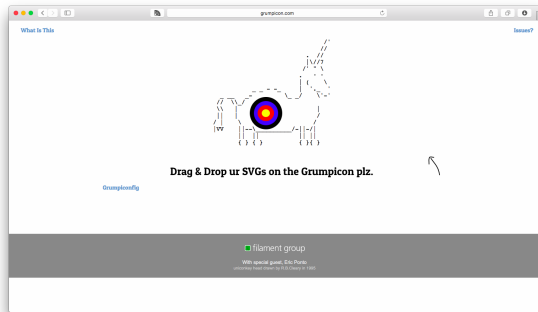 grumpicon.com
What Is This
Issues?
Drag & Drop ur SVGs on the Grumpicon plz.
Grumpiconfig
filament group
With special guest, Eric Ponto